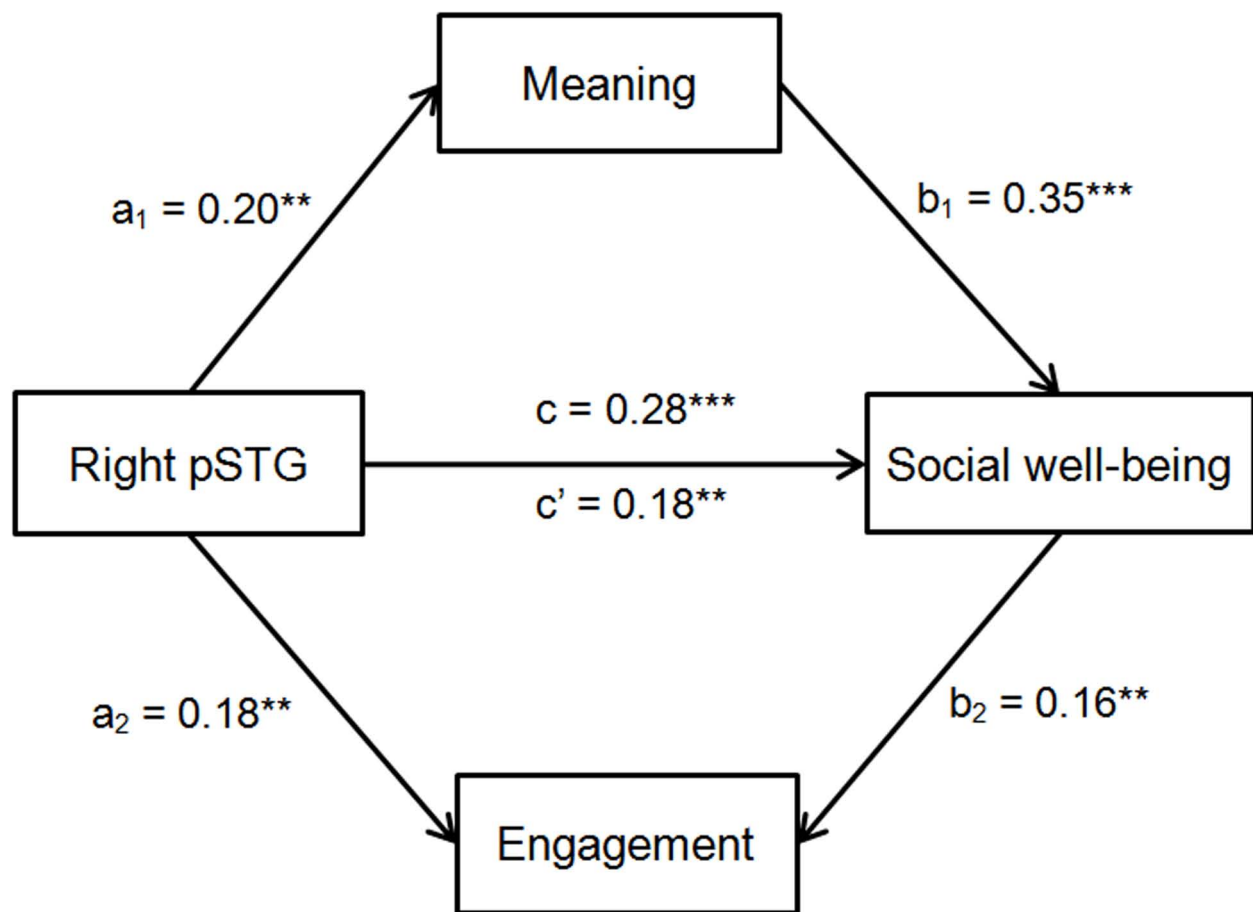 Meaning
a₁ = 0.20**
b₁ = 0.35***
c = 0.28***
Right pSTG
Social well-being
c’ = 0.18**
a₂ = 0.18**
b₂ = 0.16**
Engagement